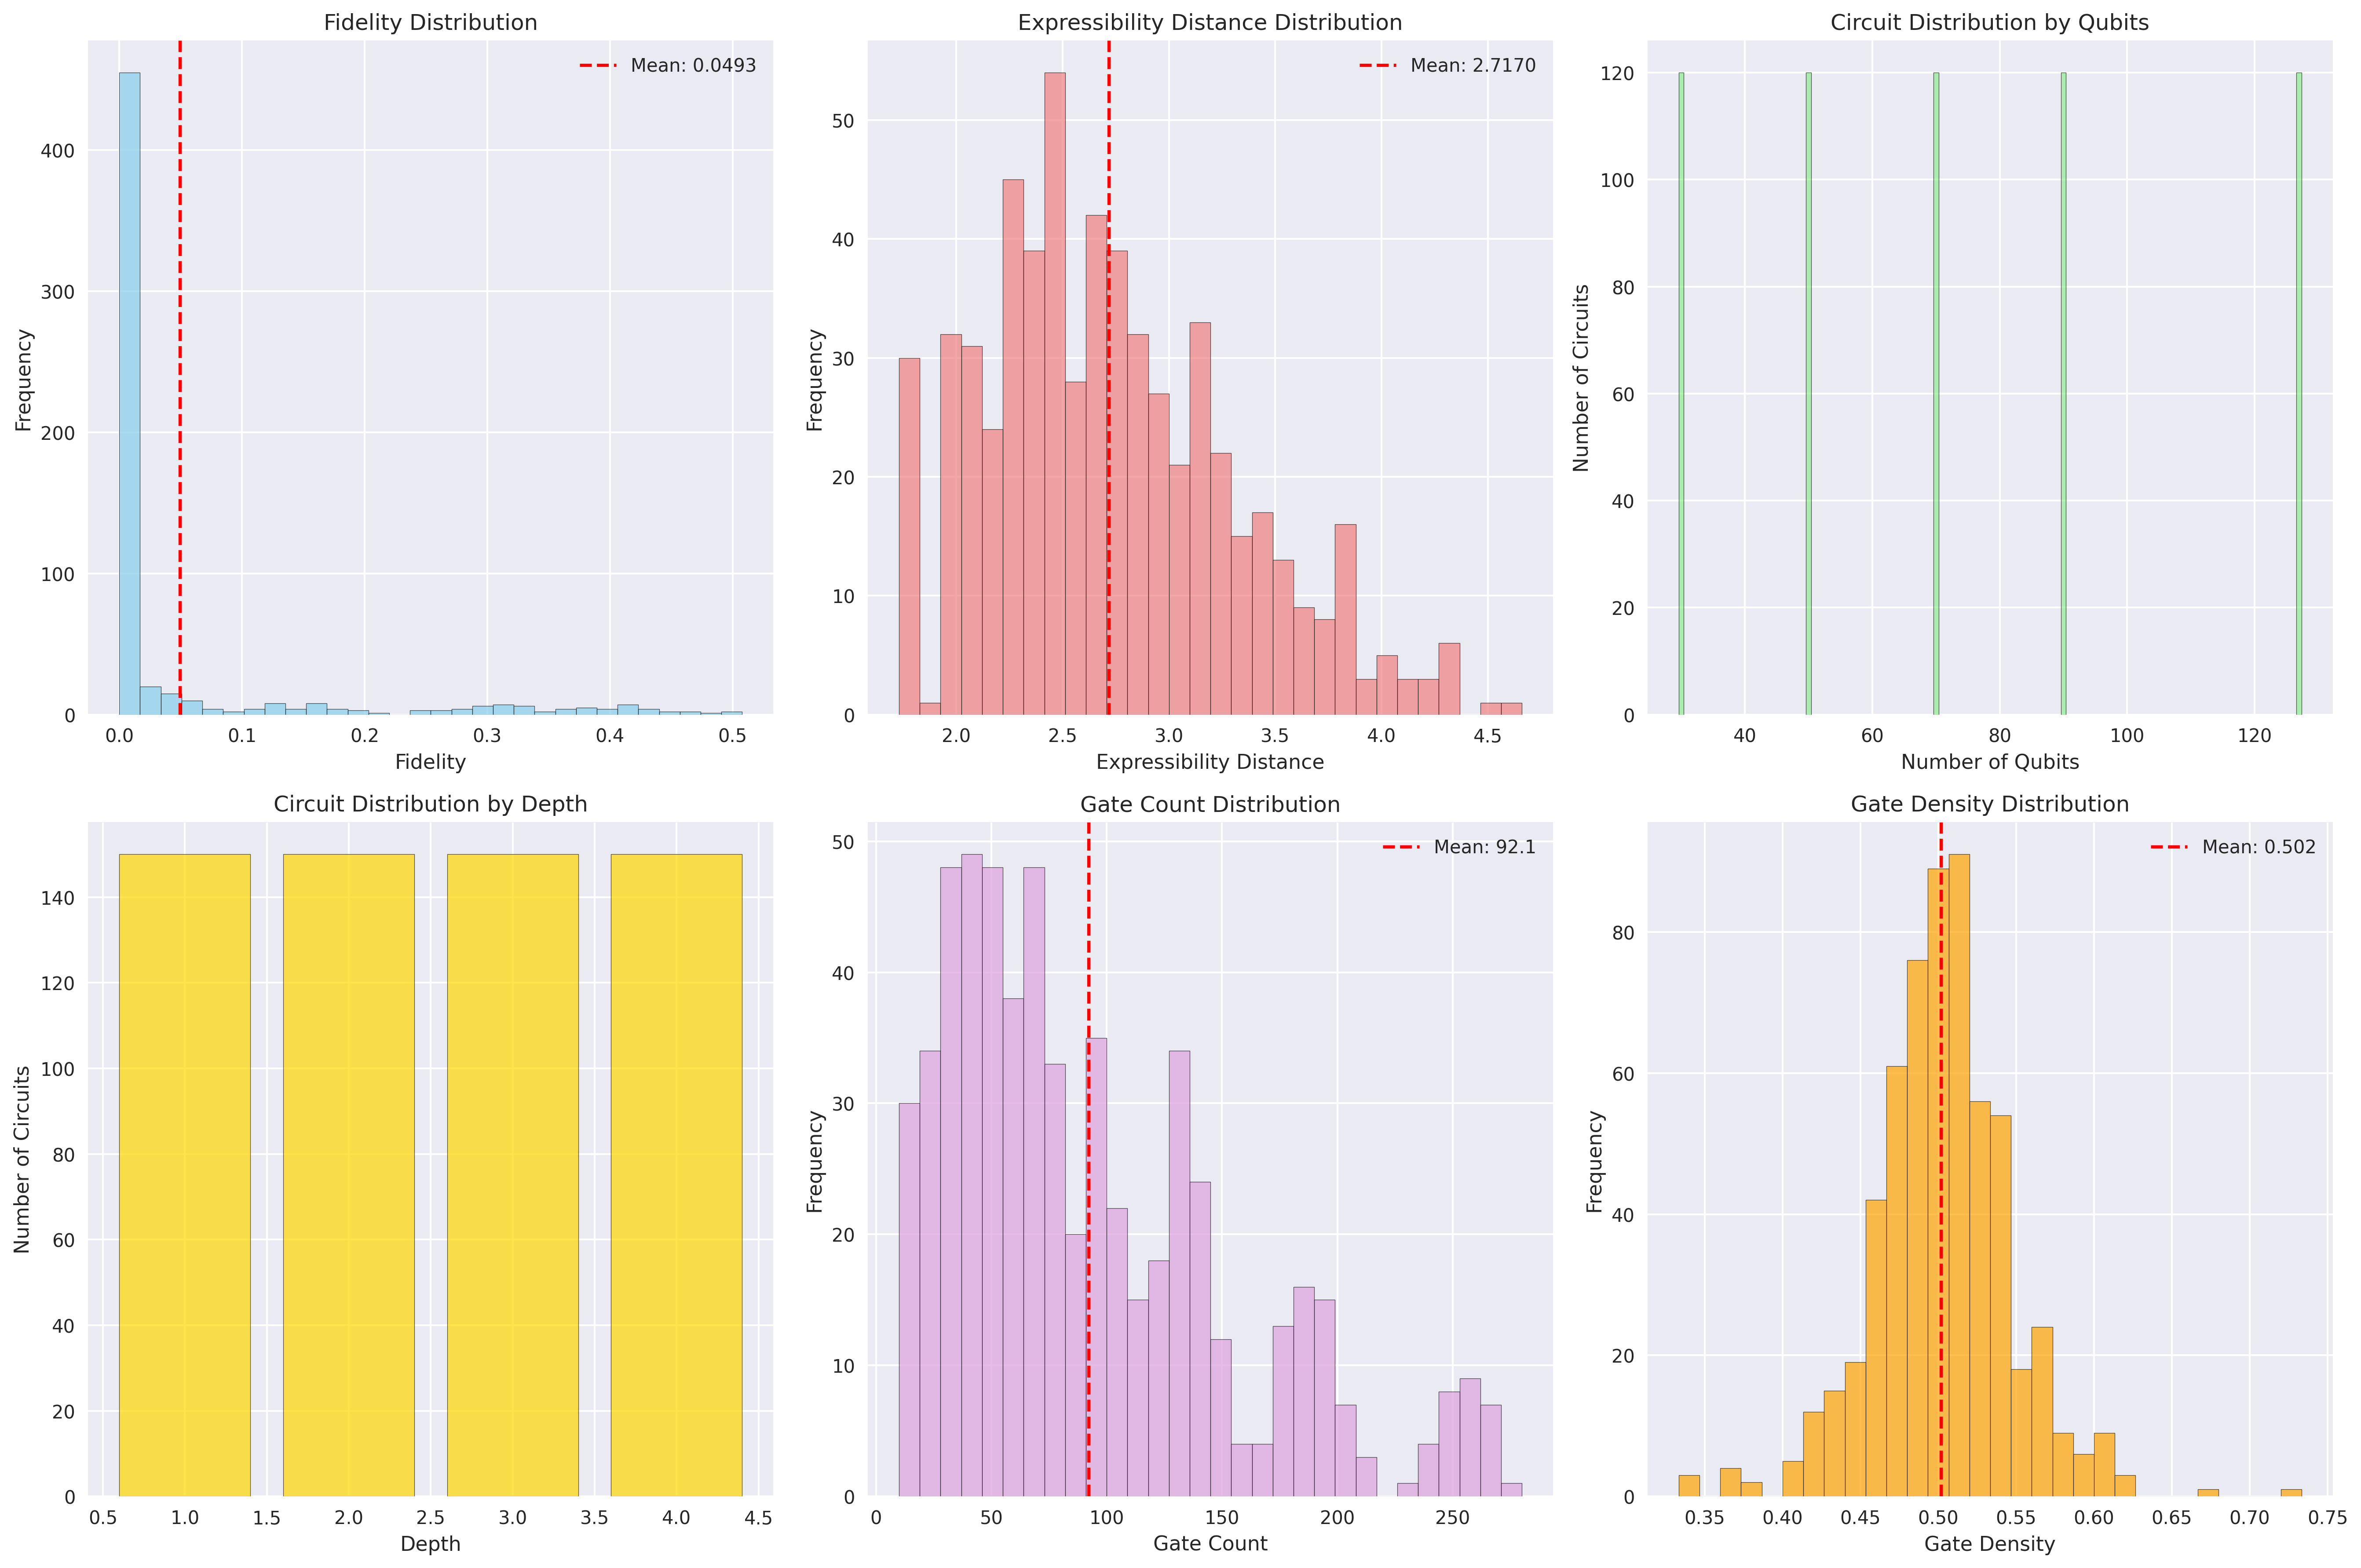 Fidelity Distribution
Mean: 0.0493
400
300
200
100
0
Frequency
0.0 0.1 0.2 0.3 0.4 0.5
Fidelity
Expressibility Distance Distribution
Mean: 2.7170
50
40
30
20
10
0
Frequency
2.0 2.5 3.0 3.5 4.0 4.5
Expressibility Distance
Circuit Distribution by Qubits
120
100
80
60
40
20
0
Number of Circuits
40 60 80 100 120
Number of Qubits
Circuit Distribution by Depth
140
120
100
80
60
40
20
0
Number of Circuits
0.5 1.0 1.5 2.0 2.5 3.0 3.5 4.0 4.5
Depth
Gate Count Distribution
Mean: 92.1
50
40
30
20
10
0
Frequency
0 50 100 150 200 250
Gate Count
Gate Density Distribution
Mean: 0.502
80
60
40
20
0
Frequency
0.35 0.40 0.45 0.50 0.55 0.60 0.65 0.70 0.75
Gate Density